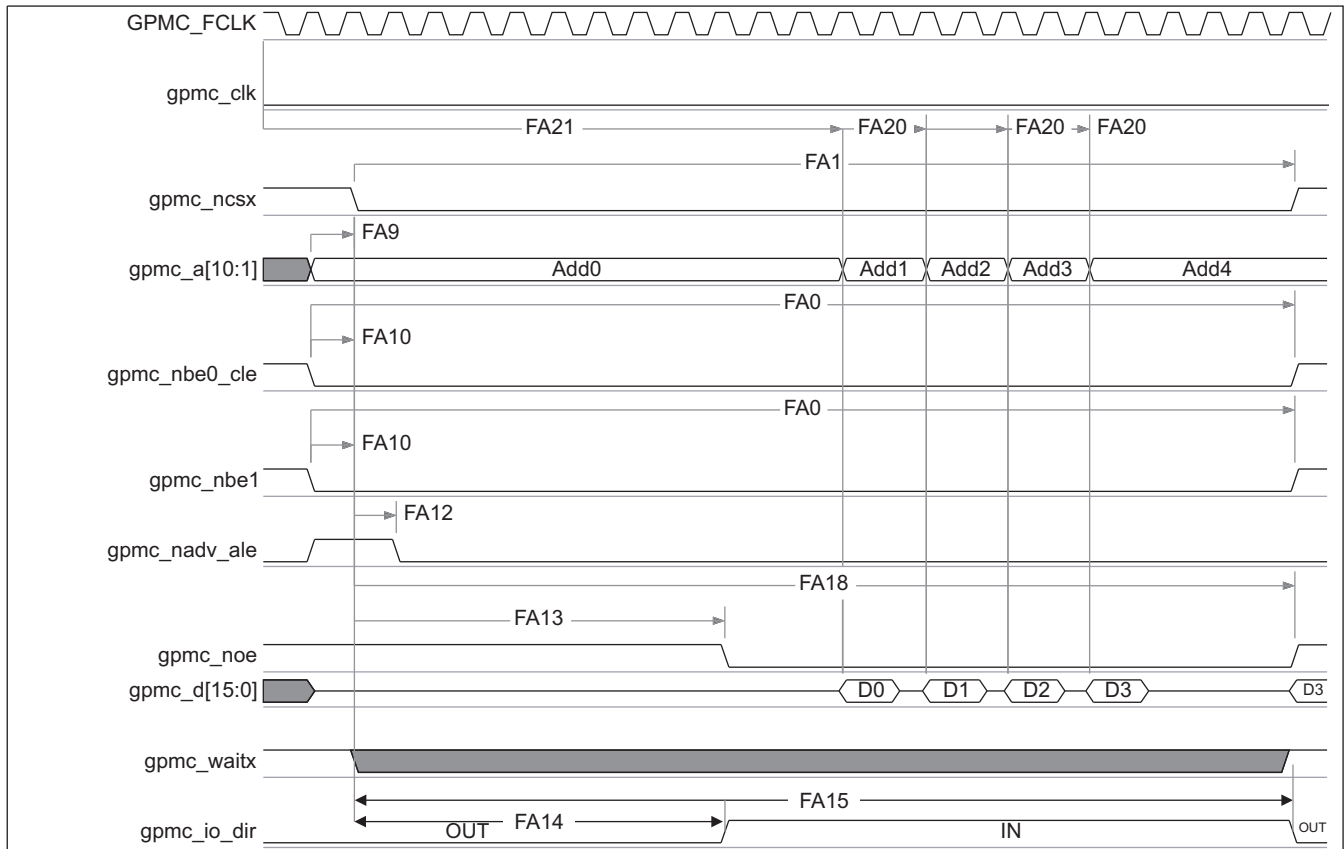 GPMC_FCLK
gpmc_clk
FA21 FA20 FA20 FA20
FA1
gpmc_ncsx
FA9
gpmc_a[10:1] Add0 Add1 Add2 Add3 Add4
FA0
FA10
gpmc_nbe0_cle
FA0
FA10
gpmc_nbe1
FA12
gpmc_nadv_ale
FA18
FA13
gpmc_noe
gpmc_d[15:0] D0 D1 D2 D3 D3
gpmc_waitx
FA15
FA14
gpmc_io_dir OUT IN OUT